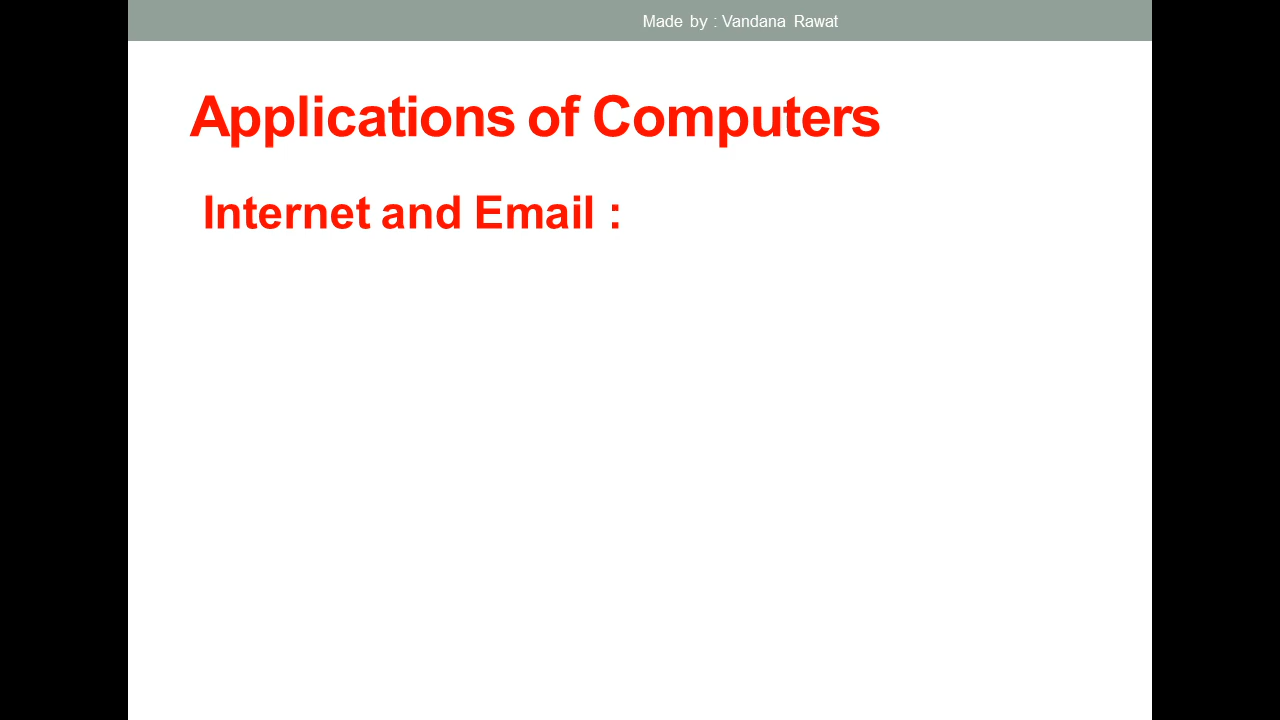 Made by : Vandana Rawat
Applications of Computers
Internet and Email :